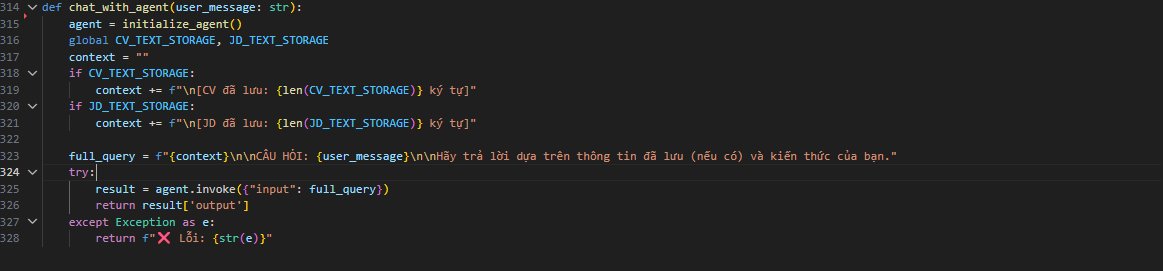 314 def chat_with_agent(user_message: str):
315     agent = initialize_agent()
316     global CV_TEXT_STORAGE, JD_TEXT_STORAGE
317     context = ""
318     if CV_TEXT_STORAGE:
319         context += f"\n[CV đã lưu: {len(CV_TEXT_STORAGE)} ký tự]"
320     if JD_TEXT_STORAGE:
321         context += f"\n[JD đã lưu: {len(JD_TEXT_STORAGE)} ký tự]"
322
323     full_query = f"{context}\n\nCÂU HỎI: {user_message}\n\nHãy trả lời dựa trên thông tin đã lưu (nếu có) và kiến thức của bạn."
324     try:
325         result = agent.invoke({"input": full_query})
326         return result['output']
327     except Exception as e:
328         return f"❌ Lỗi: {str(e)}"